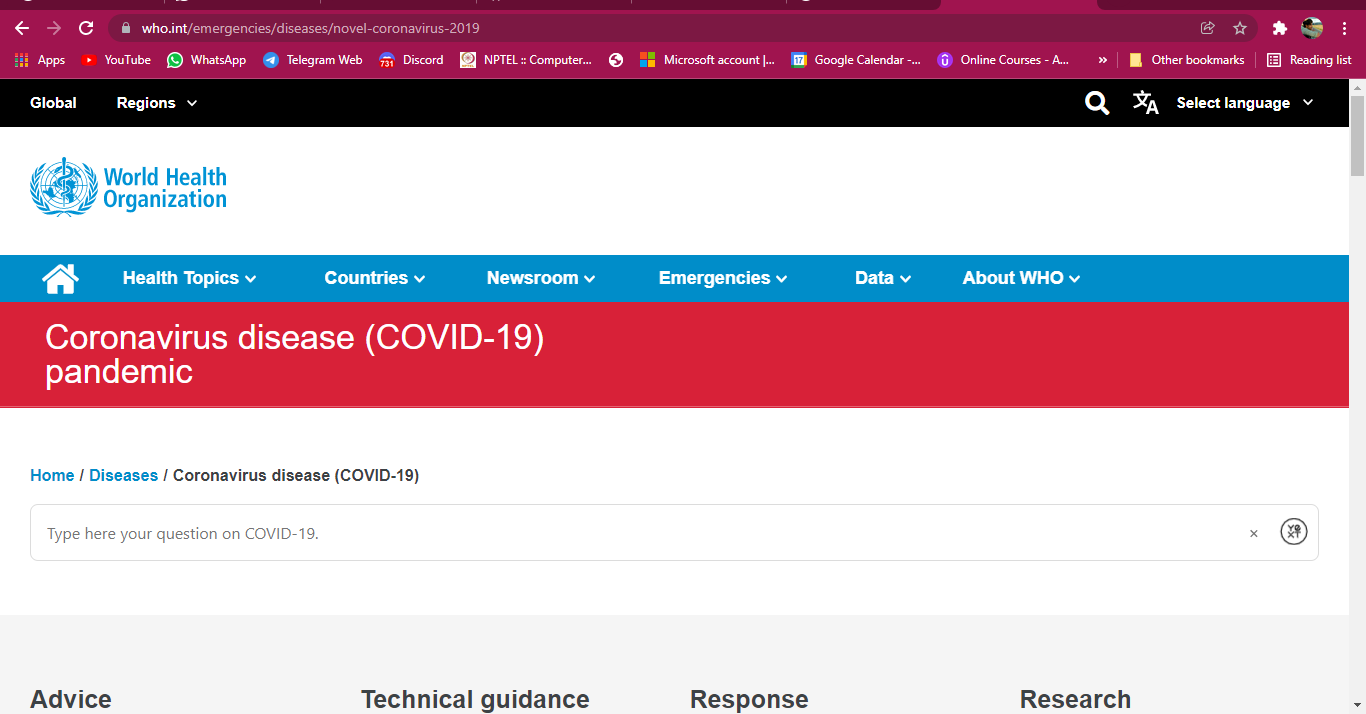 who.int/emergencies/diseases/novel-coronavirus-2019
Apps YouTube WhatsApp Telegram Web 731 Discord NPTEL :: Computer... Microsoft account |... 17 Google Calendar -... Online Courses - A... » Other bookmarks Reading list
Global Regions Select language
World Health
Organization
Health Topics Countries Newsroom Emergencies Data About WHO
Coronavirus disease (COVID-19)
pandemic
Home / Diseases / Coronavirus disease (COVID-19)
Type here your question on COVID-19. ×
Advice Technical guidance Response Research